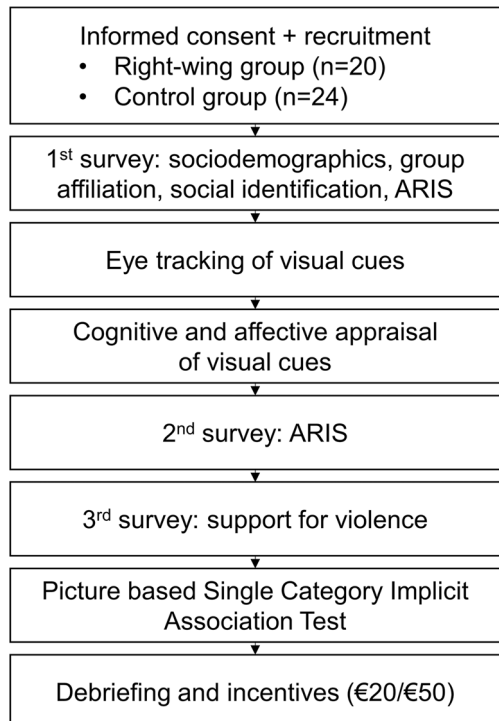 Informed consent + recruitment
• Right-wing group (n=20)
• Control group (n=24)
1st survey: sociodemographics, group
affiliation, social identification, ARIS
Eye tracking of visual cues
Cognitive and affective appraisal
of visual cues
2nd survey: ARIS
3rd survey: support for violence
Picture based Single Category Implicit
Association Test
Debriefing and incentives (€20/€50)